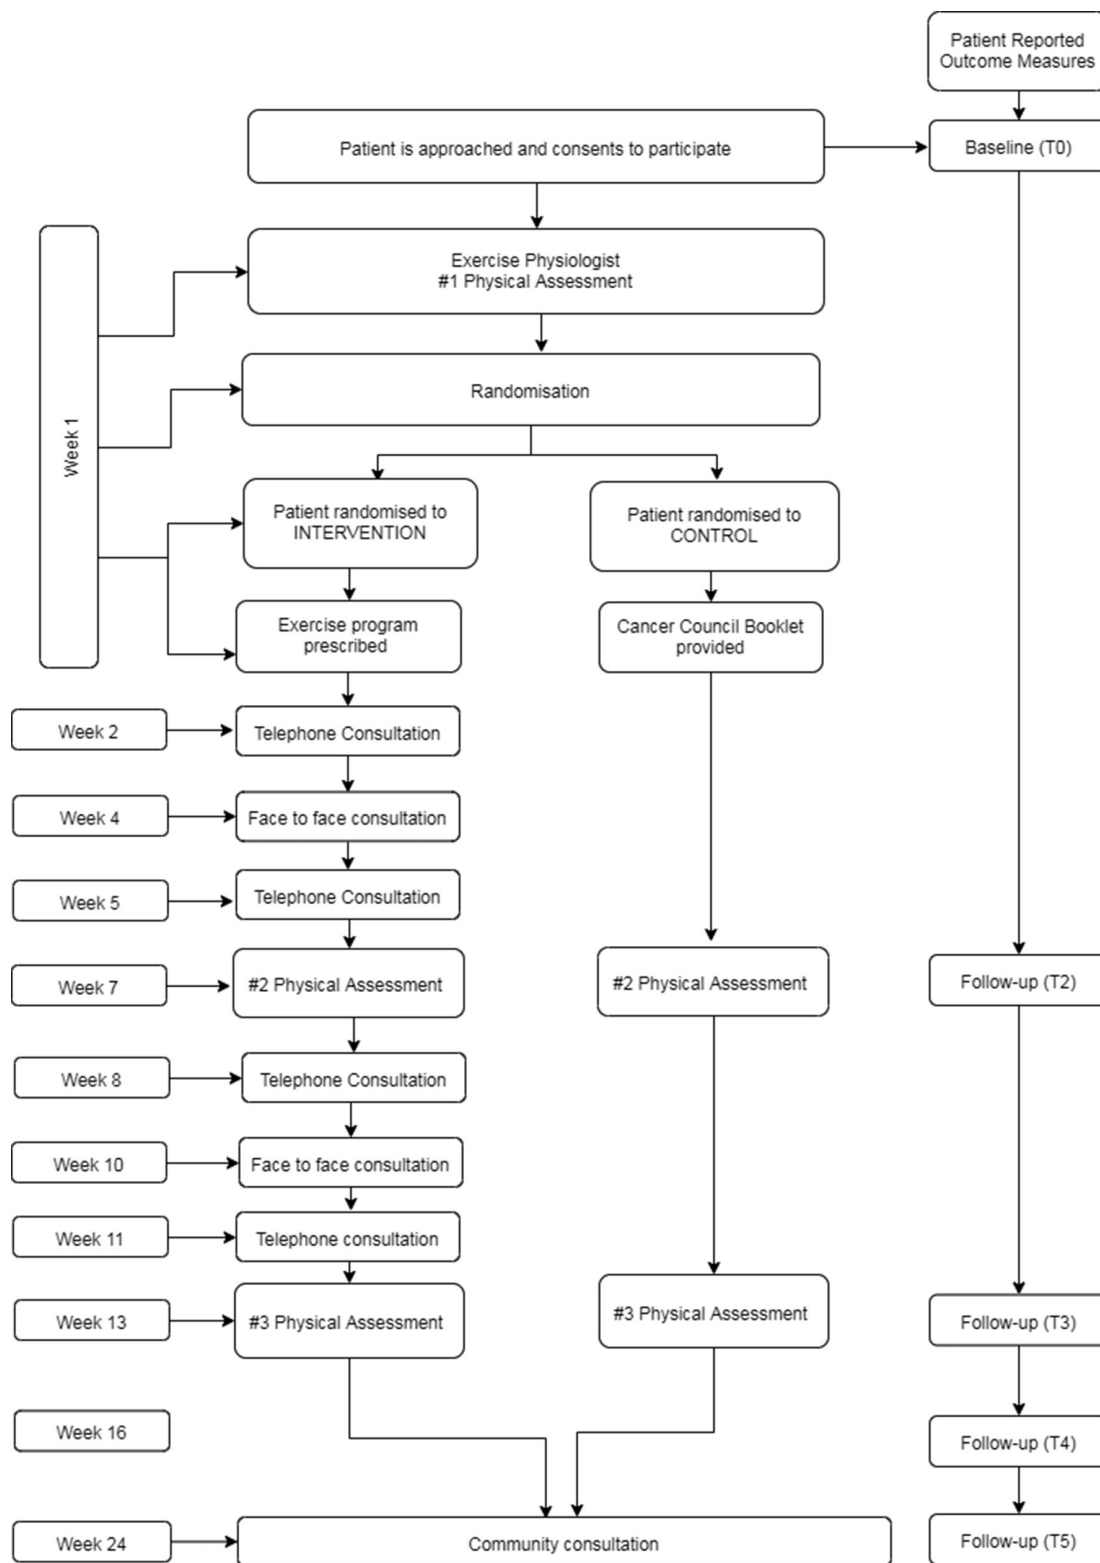 Patient Reported
Outcome Measures
Patient is approached and consents to participate
Baseline (T0)
Week 1
Exercise Physiologist
#1 Physical Assessment
Randomisation
Patient randomised to
INTERVENTION
Patient randomised to
CONTROL
Exercise program
prescribed
Cancer Council Booklet
provided
Week 2
Telephone Consultation
Week 4
Face to face consultation
Week 5
Telephone Consultation
Week 7
#2 Physical Assessment
#2 Physical Assessment
Follow-up (T2)
Week 8
Telephone Consultation
Week 10
Face to face consultation
Week 11
Telephone consultation
Week 13
#3 Physical Assessment
#3 Physical Assessment
Follow-up (T3)
Week 16
Follow-up (T4)
Week 24
Community consultation
Follow-up (T5)